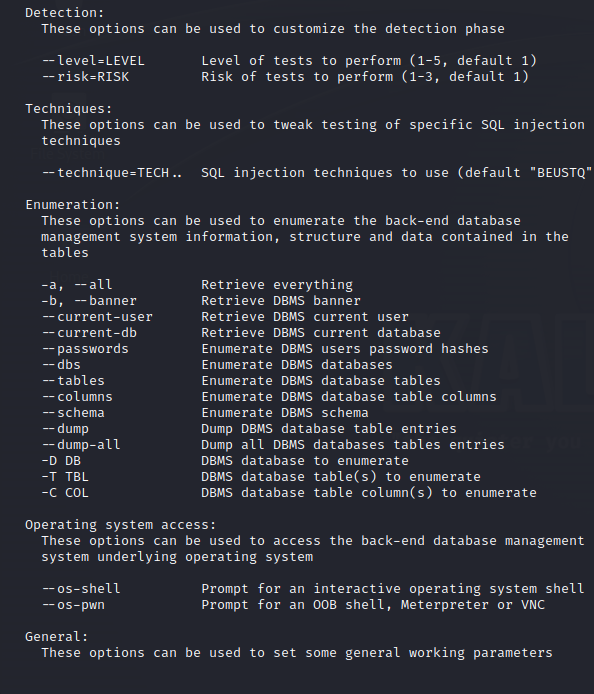 Detection:
These options can be used to customize the detection phase
--level=LEVEL Level of tests to perform (1-5, default 1)
--risk=RISK Risk of tests to perform (1-3, default 1)
Techniques:
These options can be used to tweak testing of specific SQL injection
techniques
--technique=TECH.. SQL injection techniques to use (default "BEUSTQ"
Enumeration:
These options can be used to enumerate the back-end database
management system information, structure and data contained in the
tables
-a, --all Retrieve everything
-b, --banner Retrieve DBMS banner
--current-user Retrieve DBMS current user
--current-db Retrieve DBMS current database
--passwords Enumerate DBMS users password hashes
--dbs Enumerate DBMS databases
--tables Enumerate DBMS database tables
--columns Enumerate DBMS database table columns
--schema Enumerate DBMS schema
--dump Dump DBMS database table entries
--dump-all Dump all DBMS databases tables entries
-D DB DBMS database to enumerate
-T TBL DBMS database table(s) to enumerate
-C COL DBMS database table column(s) to enumerate
Operating system access:
These options can be used to access the back-end database management
system underlying operating system
--os-shell Prompt for an interactive operating system shell
--os-pwn Prompt for an OOB shell, Meterpreter or VNC
General:
These options can be used to set some general working parameters